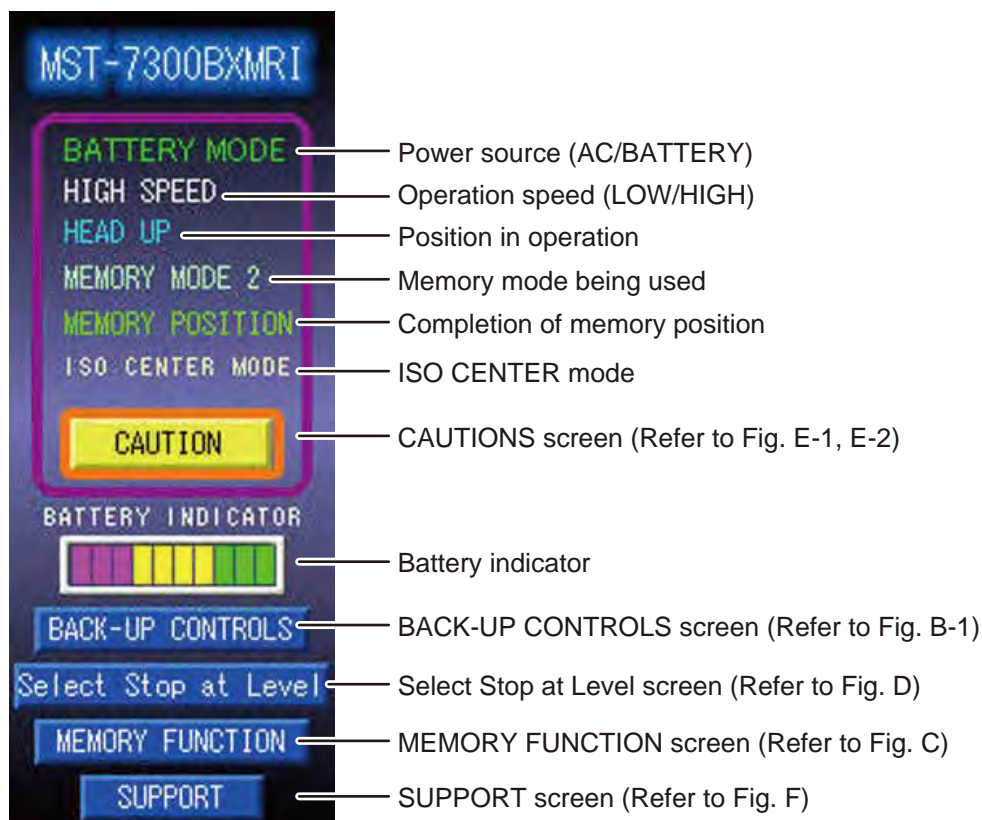 MST-7300BXMRI
BATTERY MODE
Power source (AC/BATTERY)
HIGH SPEED
Operation speed (LOW/HIGH)
HEAD UP
Position in operation
MEMORY MODE 2
Memory mode being used
MEMORY POSITION
Completion of memory position
ISO CENTER MODE
ISO CENTER mode
CAUTION
CAUTIONS screen (Refer to Fig. E-1, E-2)
BATTERY INDICATOR
Battery indicator
BACK-UP CONTROLS
BACK-UP CONTROLS screen (Refer to Fig. B-1)
Select Stop at Level
Select Stop at Level screen (Refer to Fig. D)
MEMORY FUNCTION
MEMORY FUNCTION screen (Refer to Fig. C)
SUPPORT
SUPPORT screen (Refer to Fig. F)